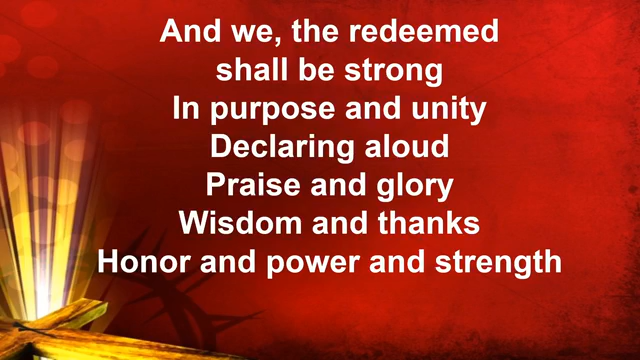 And we, the redeemed
shall be strong
In purpose and unity
Declaring aloud
Praise and glory
Wisdom and thanks
Honor and power and strength